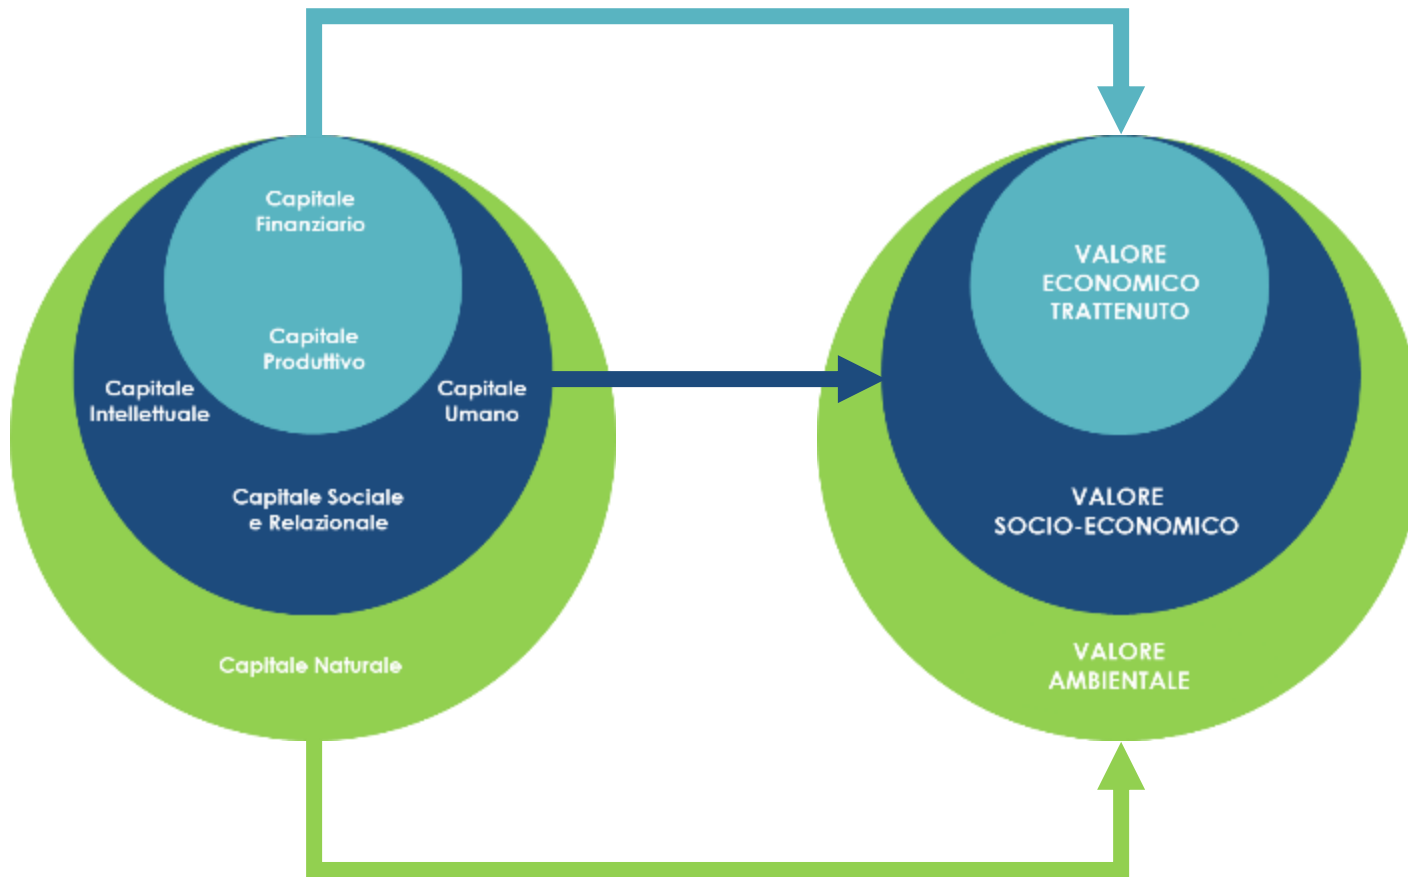 Capitale
Finanziario
Capitale
Produttivo
Capitale
Intellettuale
Capitale
Umano
Capitale Sociale
e Relazionale
Capitale Naturale
VALORE
ECONOMICO
TRATTENUTO
VALORE
SOCIO-ECONOMICO
VALORE
AMBIENTALE